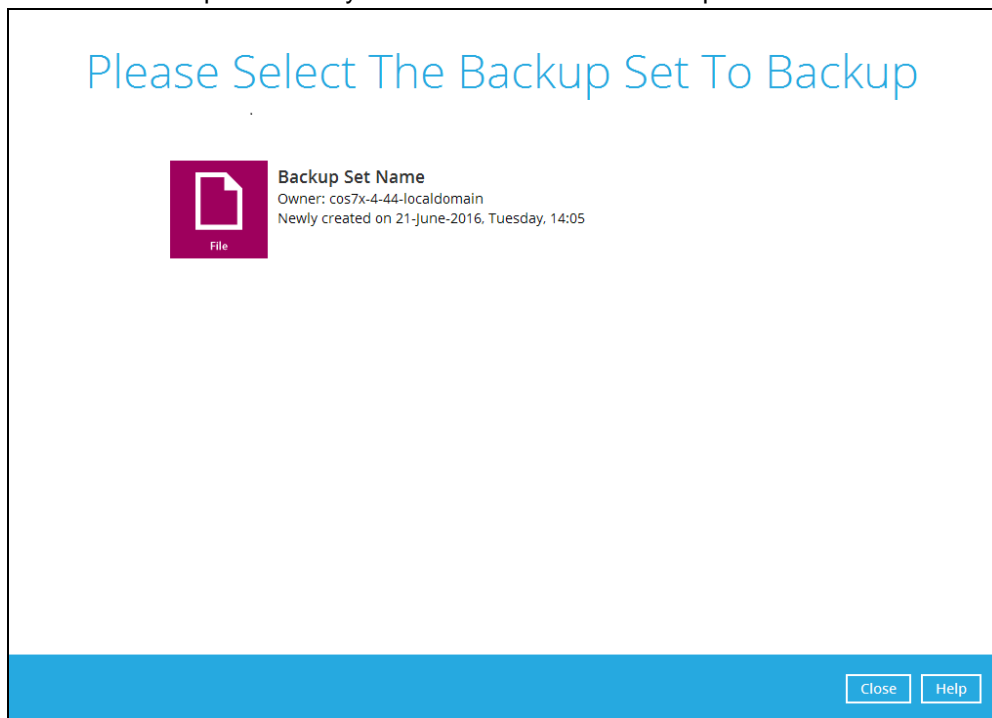 Please Select The Backup Set To Backup
Backup Set Name
Owner: cos7x-4-44-localdomain
Newly created on 21-June-2016, Tuesday, 14:05
File
Close
Help